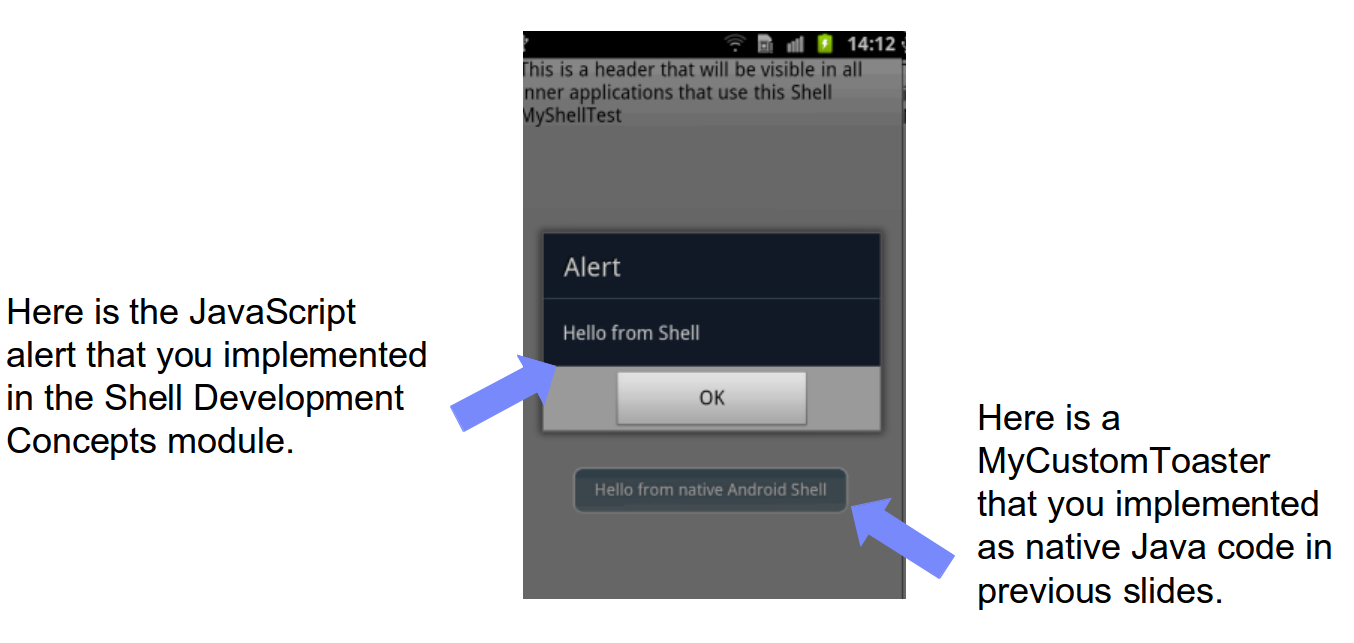 14:12
This is a header that will be visible in all
inner applications that use this Shell
MyShellTest
Alert
Hello from Shell
OK
Hello from native Android Shell
Here is the JavaScript
alert that you implemented
in the Shell Development
Concepts module.
Here is a
MyCustomToaster
that you implemented
as native Java code in
previous slides.